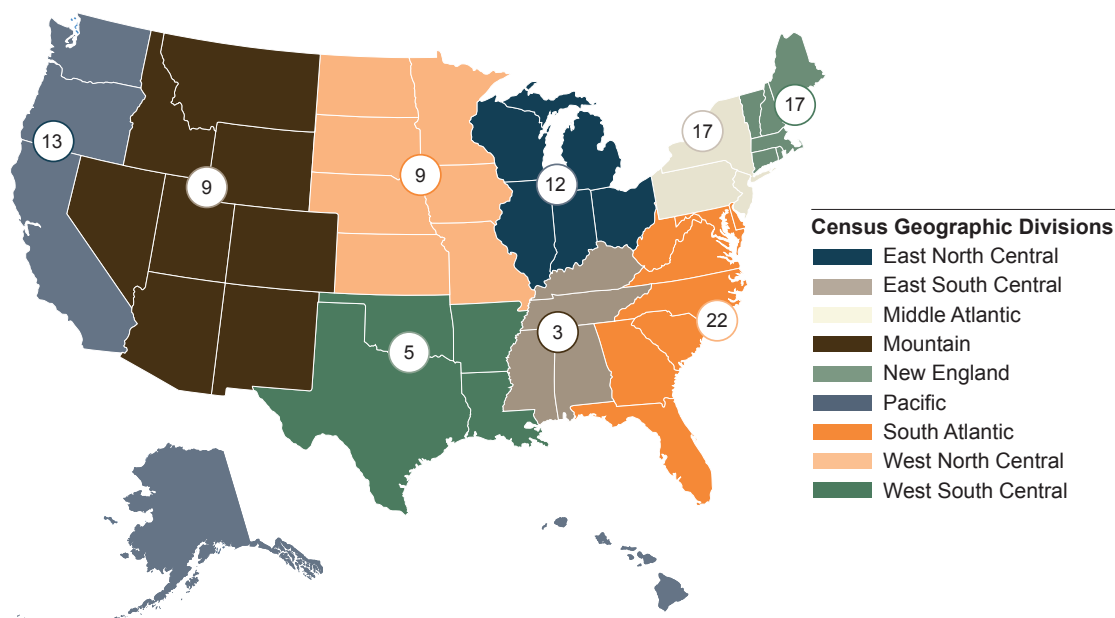 17
17
13
12
9
9
22
3
5
Census Geographic Divisions
East North Central
East South Central
Middle Atlantic
Mountain
New England
Pacific
South Atlantic
West North Central
West South Central